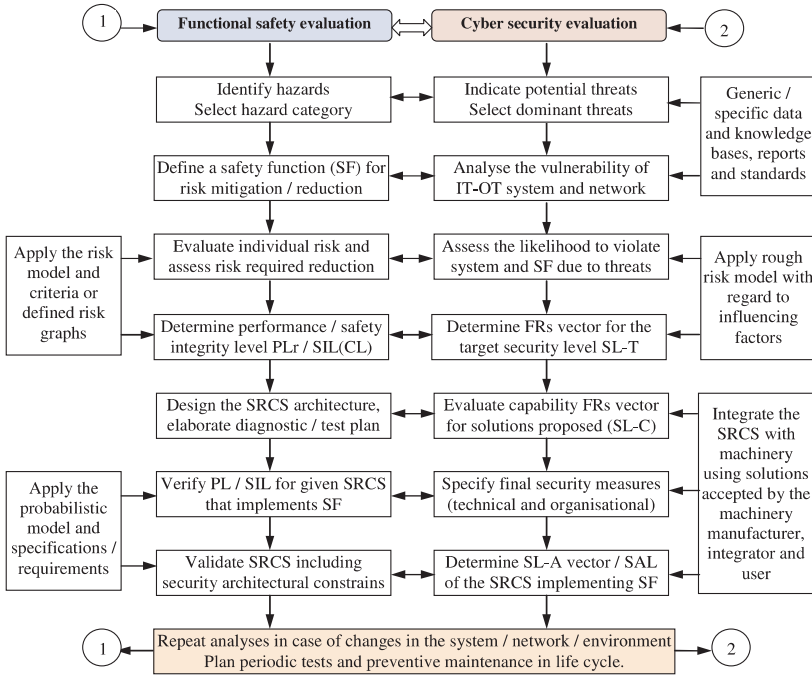 1
Functional safety evaluation
Cyber security evaluation
2
Identify hazards
Select hazard category
Indicate potential threats
Select dominant threats
Generic /
specific data
and knowledge
bases, reports
and standards
Define a safety function (SF) for
risk mitigation / reduction
Analyse the vulnerability of
IT-OT system and network
Apply the risk
model and
criteria or
defined risk
graphs
Evaluate individual risk and
assess risk required reduction
Assess the likelihood to violate
system and SF due to threats
Apply rough
risk model with
regard to
influencing
factors
Determine performance / safety
integrity level PLr / SIL(CL)
Determine FRs vector for the
target security level SL-T
Design the SRCS architecture,
elaborate diagnostic / test plan
Evaluate capability FRs vector
for solutions proposed (SL-C)
Integrate the
SRCS with
machinery
using solutions
accepted by the
machinery
manufacturer,
integrator and
user
Apply the
probabilistic
model and
specifications /
requirements
Verify PL / SIL for given SRCS
that implements SF
Specify final security measures
(technical and organisational)
Validate SRCS including
security architectural constrains
Determine SL-A vector / SAL
of the SRCS implementing SF
1
Repeat analyses in case of changes in the system / network / environment
Plan periodic tests and preventive maintenance in life cycle.
2